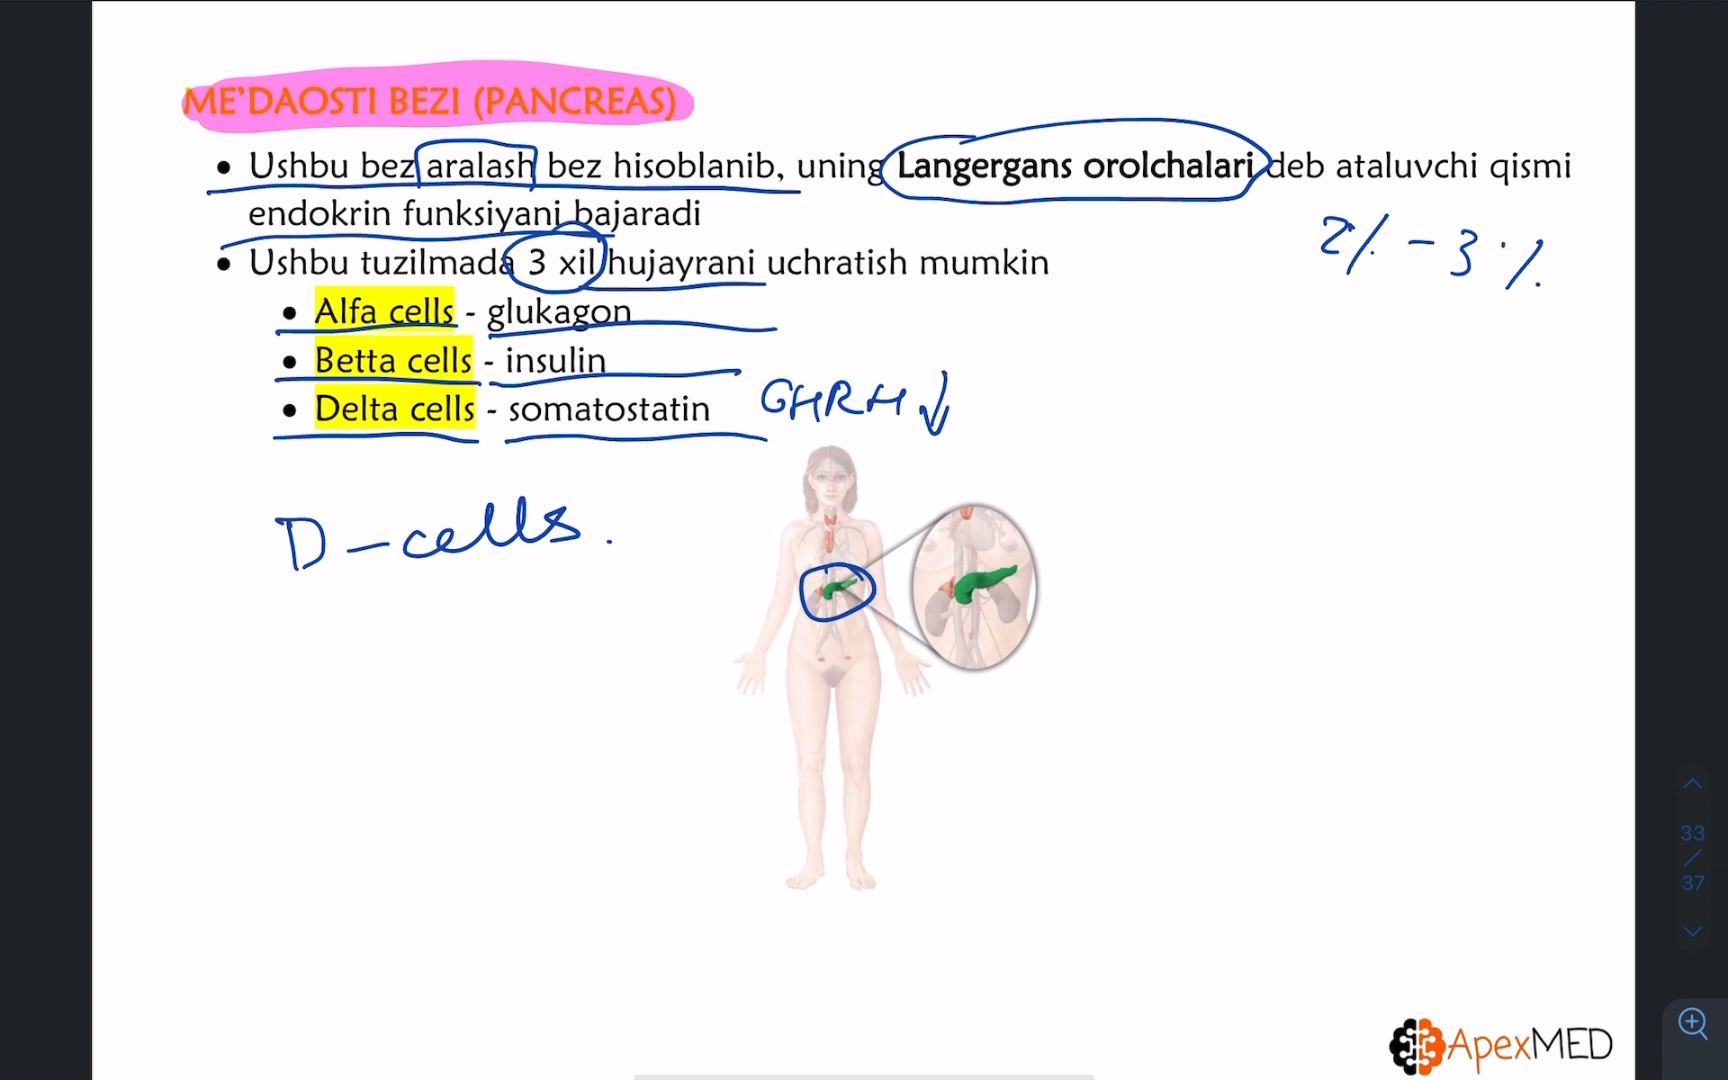 ME'DAOSTI BEZI (PANCREAS)
• Ushbu bez aralash bez hisoblanib, uning Langergans orolchalari deb ataluvchi qismi
endokrin funksiyani bajaradi
2% - 3%
• Ushbu tuzilmada 3 xil hujayrani uchratish mumkin
• Alfa cells - glukagon
• Betta cells - insulin
• Delta cells - somatostatin GHRH ↓
D-cells.
33
/
37
ApexMED